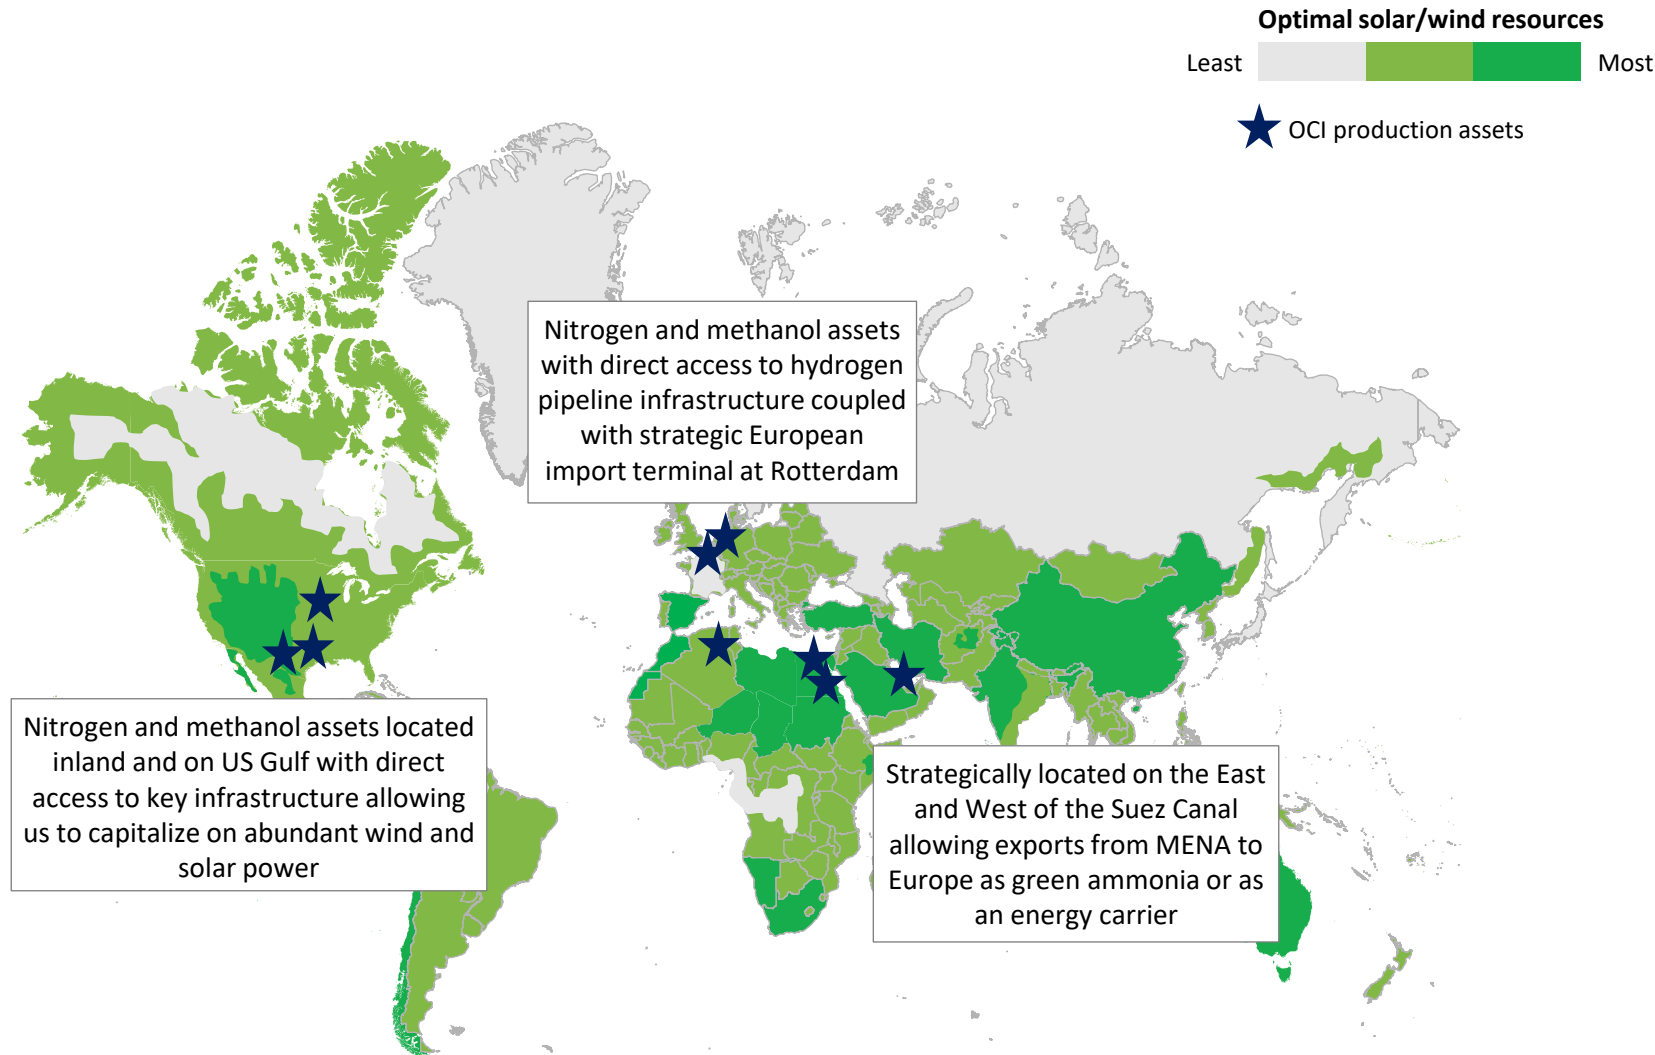 Optimal solar/wind resources
Least
Most
OCI production assets
Nitrogen and methanol assets
with direct access to hydrogen
pipeline infrastructure coupled
with strategic European
import terminal at Rotterdam
Nitrogen and methanol assets located
inland and on US Gulf with direct
access to key infrastructure allowing
us to capitalize on abundant wind and
solar power
Strategically located on the East
and West of the Suez Canal
allowing exports from MENA to
Europe as green ammonia or as
an energy carrier